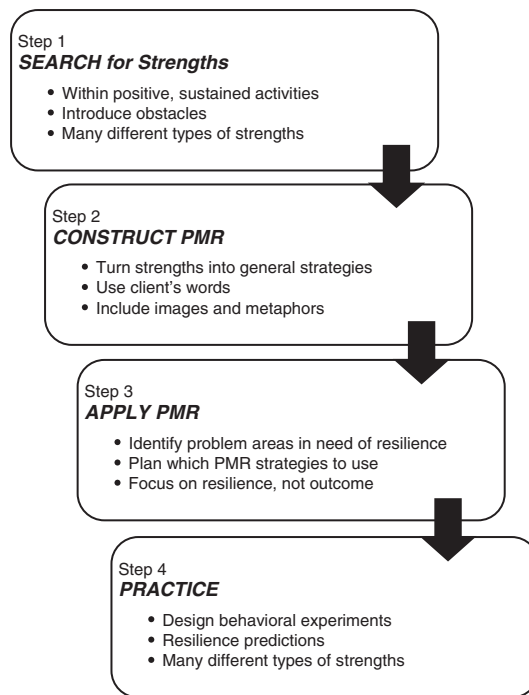 Step 1
SEARCH for Strengths
• Within positive, sustained activities
• Introduce obstacles
• Many different types of strengths
Step 2
CONSTRUCT PMR
• Turn strengths into general strategies
• Use client's words
• Include images and metaphors
Step 3
APPLY PMR
• Identify problem areas in need of resilience
• Plan which PMR strategies to use
• Focus on resilience, not outcome
Step 4
PRACTICE
• Design behavioral experiments
• Resilience predictions
• Many different types of strengths